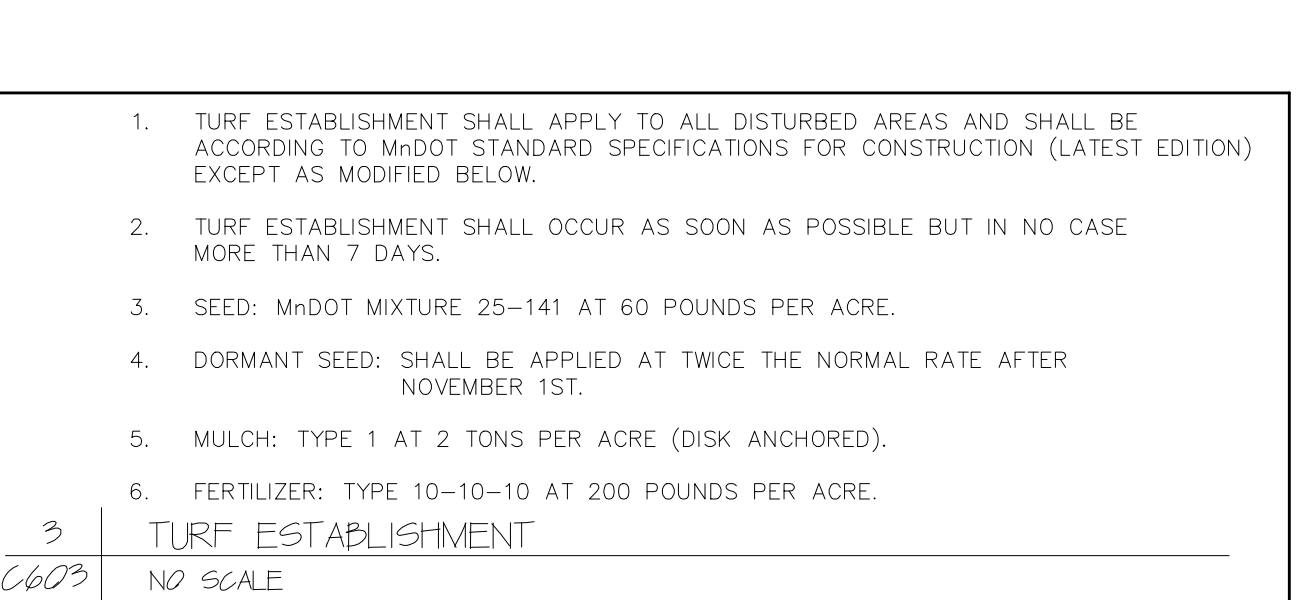 1. TURF ESTABLISHMENT SHALL APPLY TO ALL DISTURBED AREAS AND SHALL BE
ACCORDING TO MnDOT STANDARD SPECIFICATIONS FOR CONSTRUCTION (LATEST EDITION)
EXCEPT AS MODIFIED BELOW.
2. TURF ESTABLISHMENT SHALL OCCUR AS SOON AS POSSIBLE BUT IN NO CASE
MORE THAN 7 DAYS.
3. SEED: MnDOT MIXTURE 25-141 AT 60 POUNDS PER ACRE.
4. DORMANT SEED: SHALL BE APPLIED AT TWICE THE NORMAL RATE AFTER
NOVEMBER 1ST.
5. MULCH: TYPE 1 AT 2 TONS PER ACRE (DISK ANCHORED).
6. FERTILIZER: TYPE 10-10-10 AT 200 POUNDS PER ACRE.
3 TURF ESTABLISHMENT
C603 NO SCALE